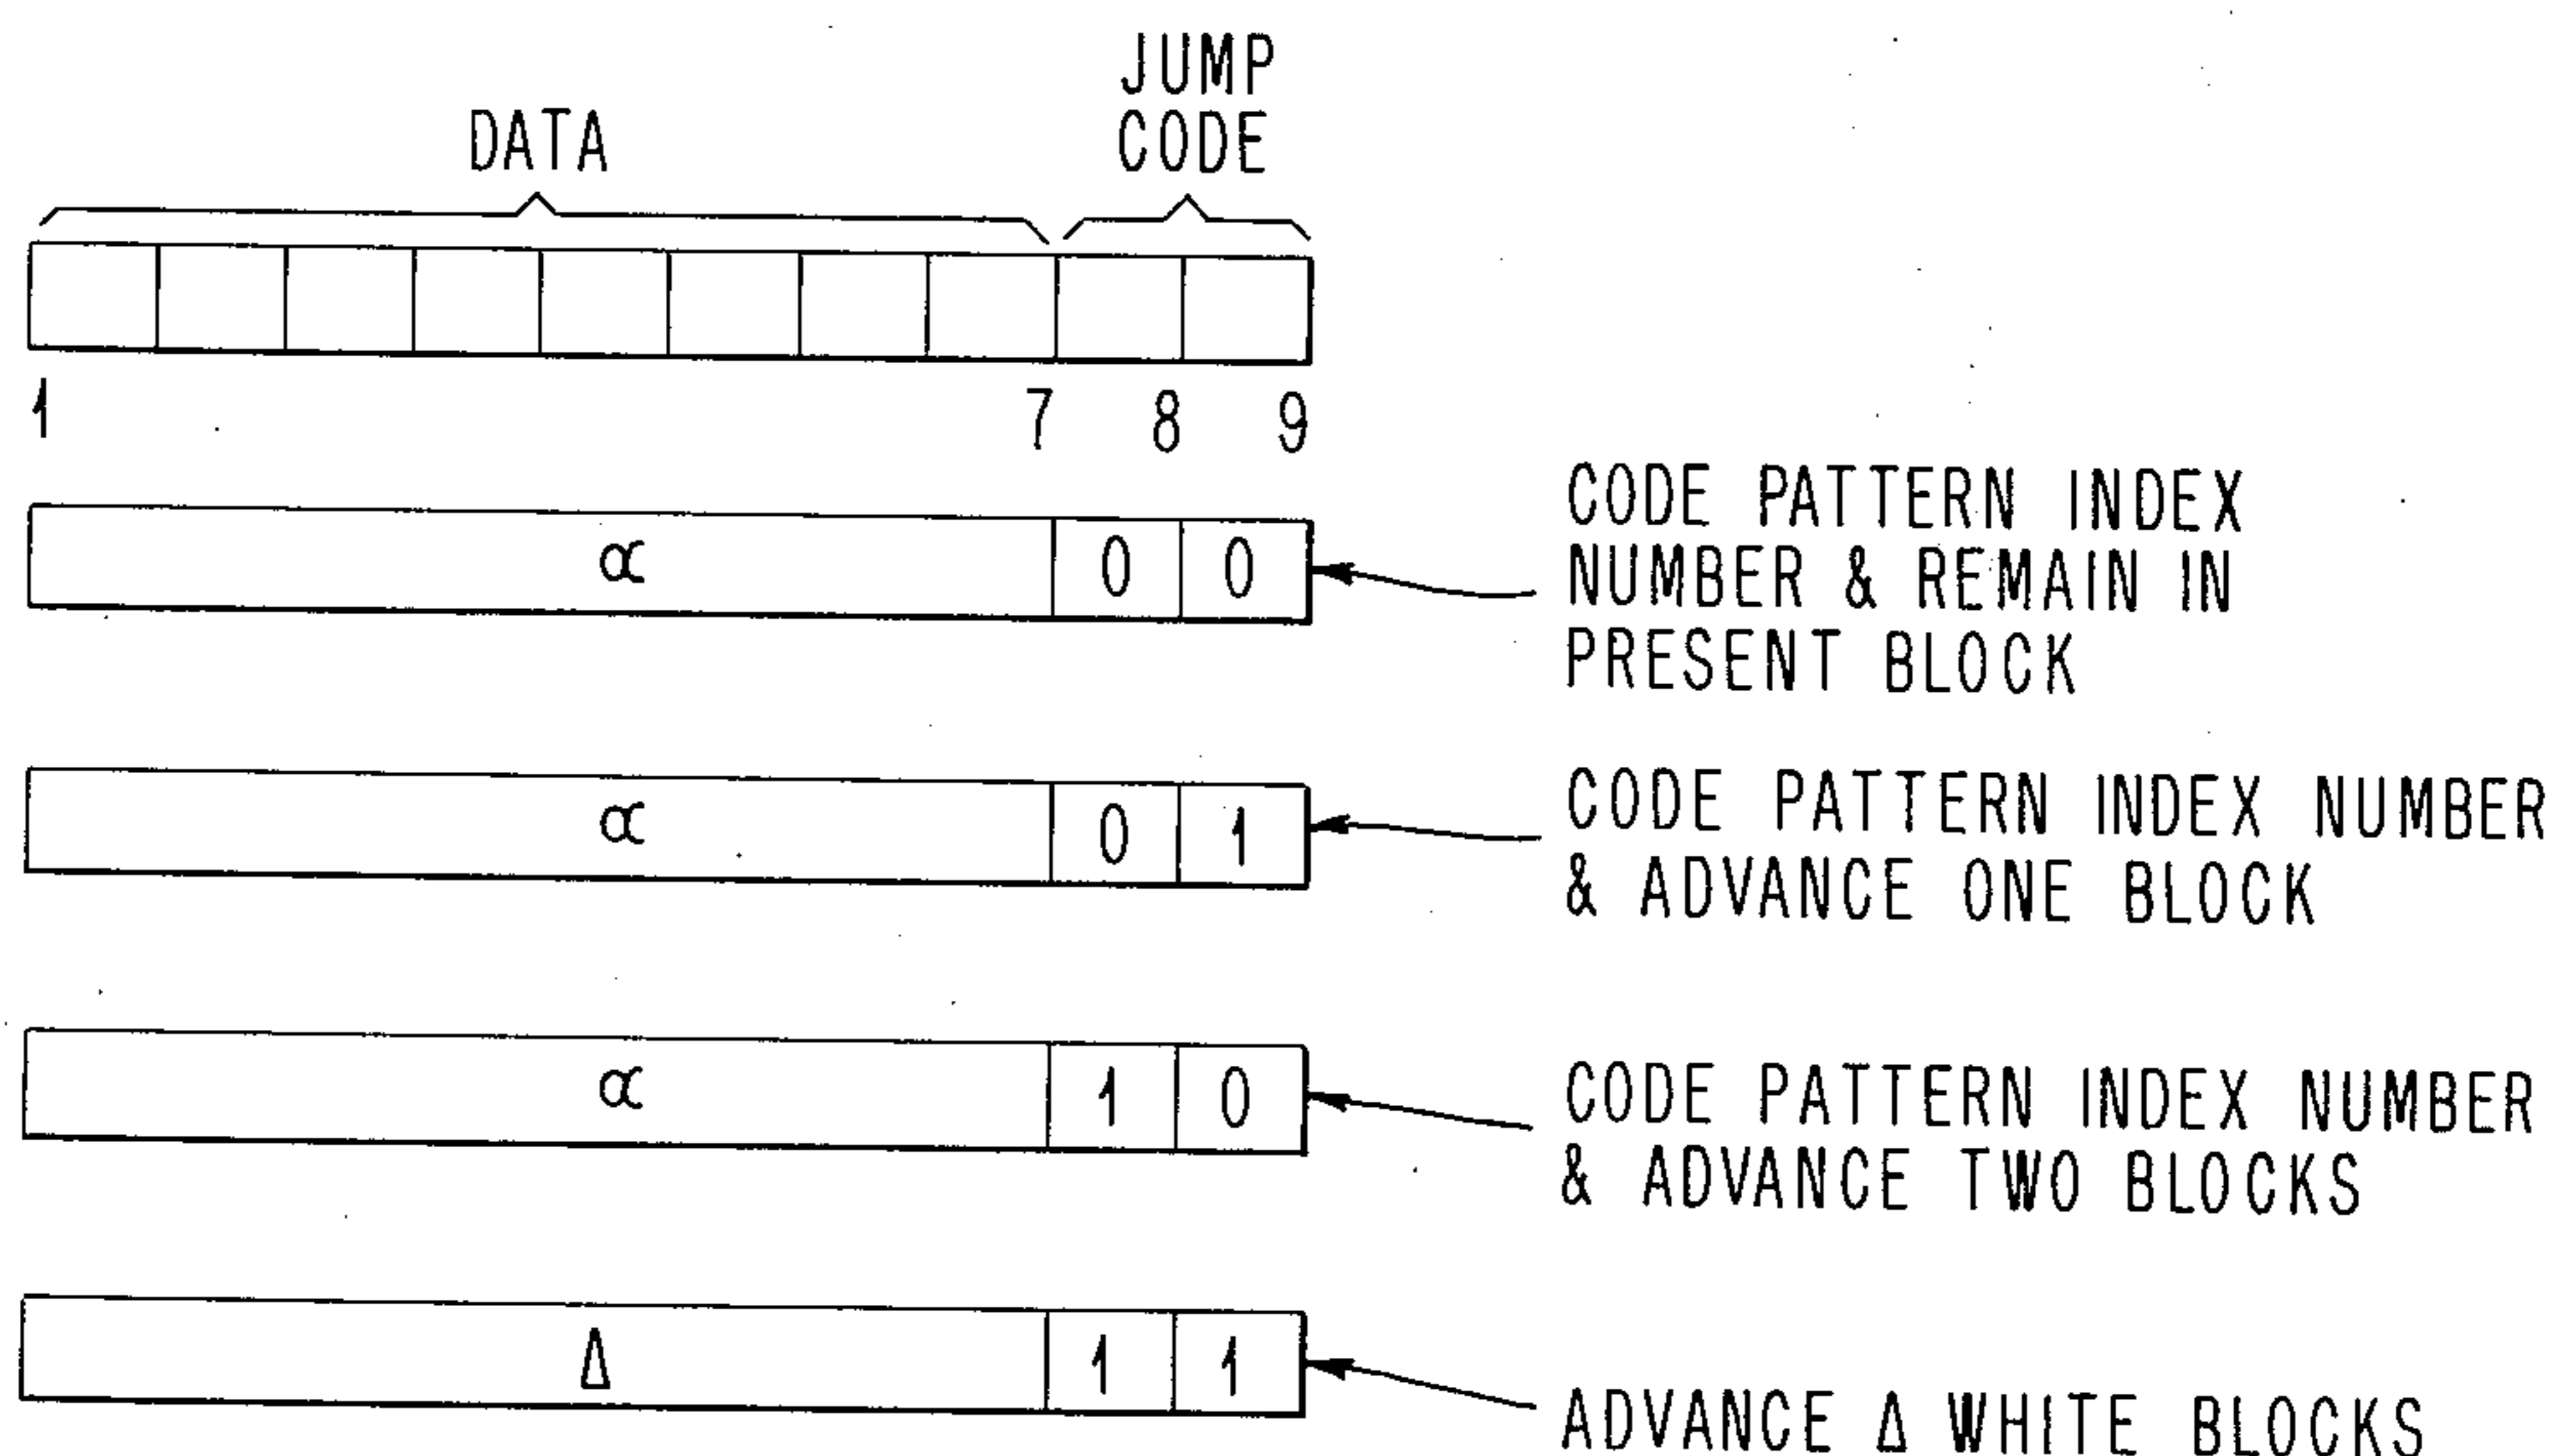 JUMP
DATA CODE
1 7 8 9
α 0 0
CODE PATTERN INDEX
NUMBER & REMAIN IN
PRESENT BLOCK
α 0 1
CODE PATTERN INDEX NUMBER
& ADVANCE ONE BLOCK
α 1 0
CODE PATTERN INDEX NUMBER
& ADVANCE TWO BLOCKS
Δ 1 1
ADVANCE Δ WHITE BLOCKS